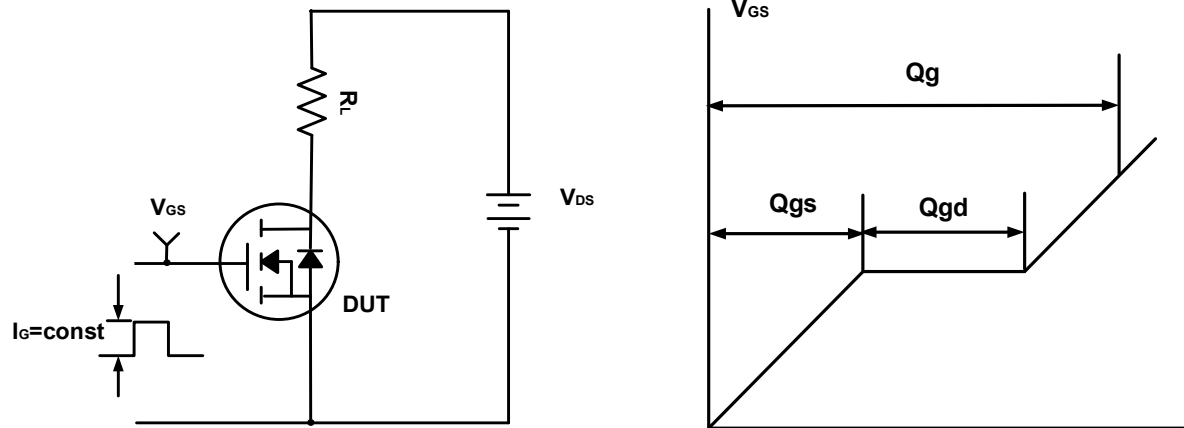 RL
VGS
VDS
DUT
IG=const
VGS
Qg
Qgs
Qgd